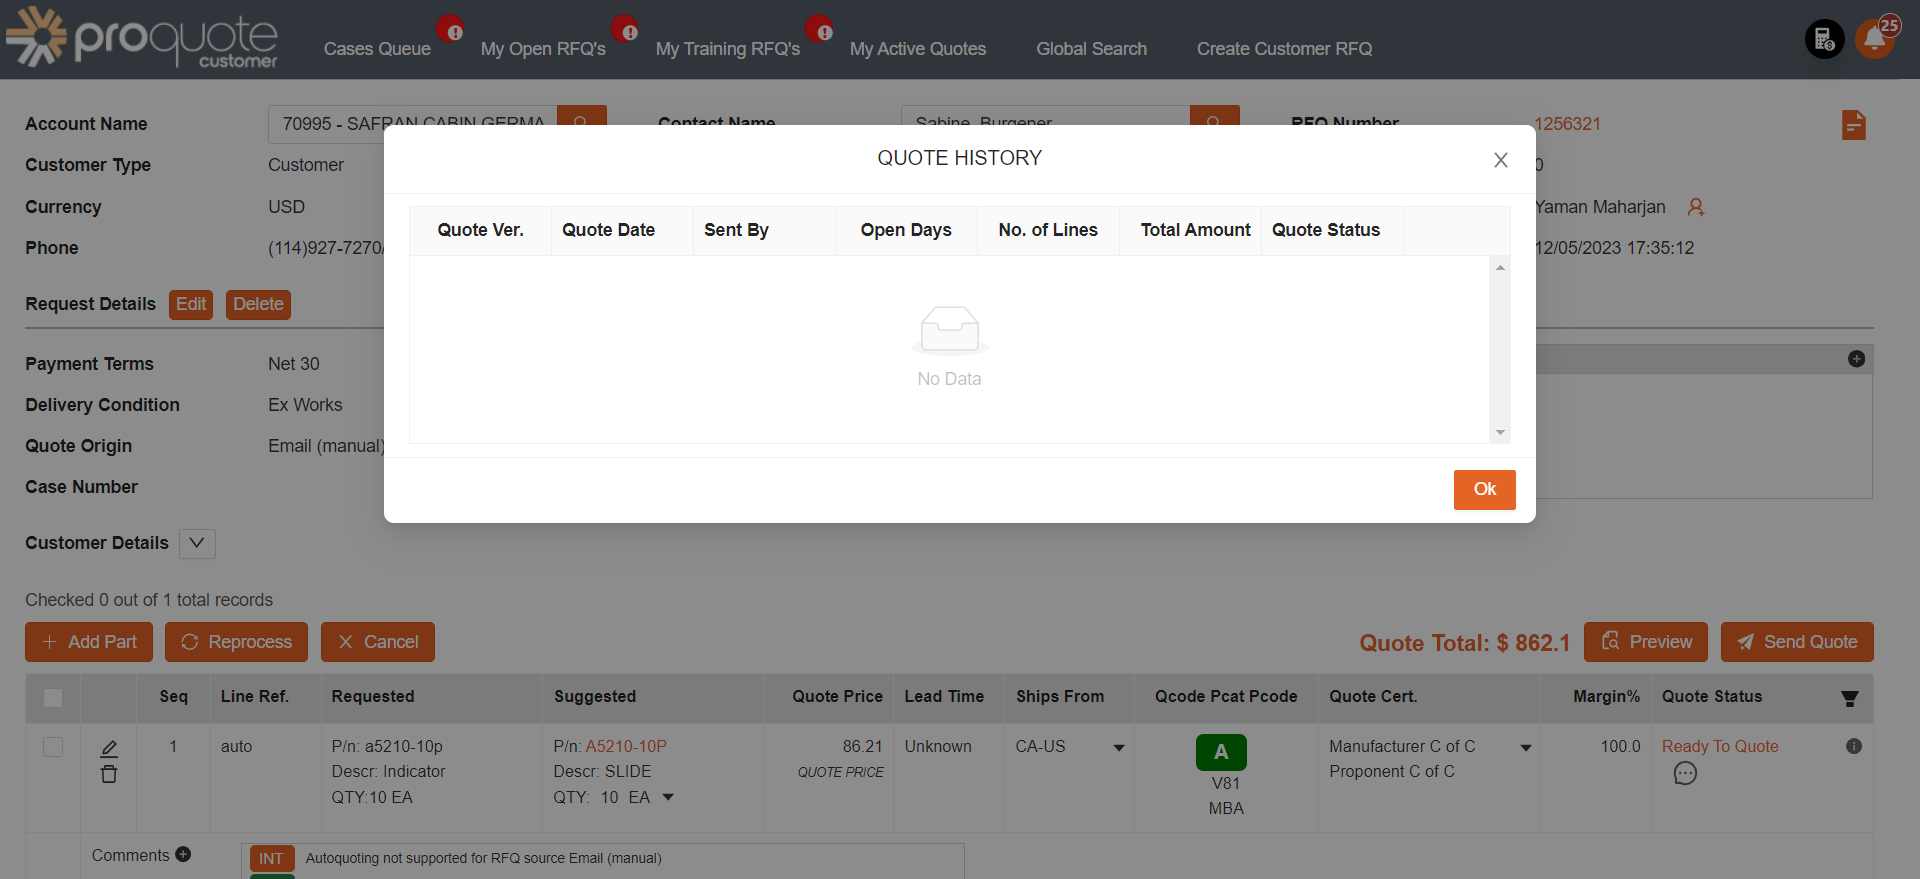 proquote
customer
Cases Queue
My Open RFQ's
My Training RFQ's
My Active Quotes
Global Search
Create Customer RFQ
25
Account Name
70995 - SAFRAN CABIN GERMA
Contact Name
Sabine Burgener
RFQ Number
1256321
Customer Type
Customer
0
Currency
USD
Yaman Maharjan
Phone
(114)927-7270/
12/05/2023 17:35:12
QUOTE HISTORY
Quote Ver.
Quote Date
Sent By
Open Days
No. of Lines
Total Amount
Quote Status
No Data
Ok
Request Details
Edit
Delete
Payment Terms
Net 30
Delivery Condition
Ex Works
Quote Origin
Email (manual)
Case Number
Customer Details
Checked 0 out of 1 total records
Add Part
Reprocess
Cancel
Quote Total: $ 862.1
Preview
Send Quote
Seq
Line Ref.
Requested
Suggested
Quote Price
Lead Time
Ships From
Qcode Pcat Pcode
Quote Cert.
Margin%
Quote Status
1
auto
P/n: a5210-10p
Descr: Indicator
QTY:10 EA
P/n: A5210-10P
Descr: SLIDE
QTY: 10 EA
86.21
QUOTE PRICE
Unknown
CA-US
A
V81
MBA
Manufacturer C of C
Proponent C of C
100.0
Ready To Quote
Comments
INT
Autoquoting not supported for RFQ source Email (manual)